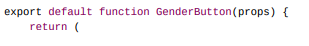 export default function GenderButton(props) {
    return (